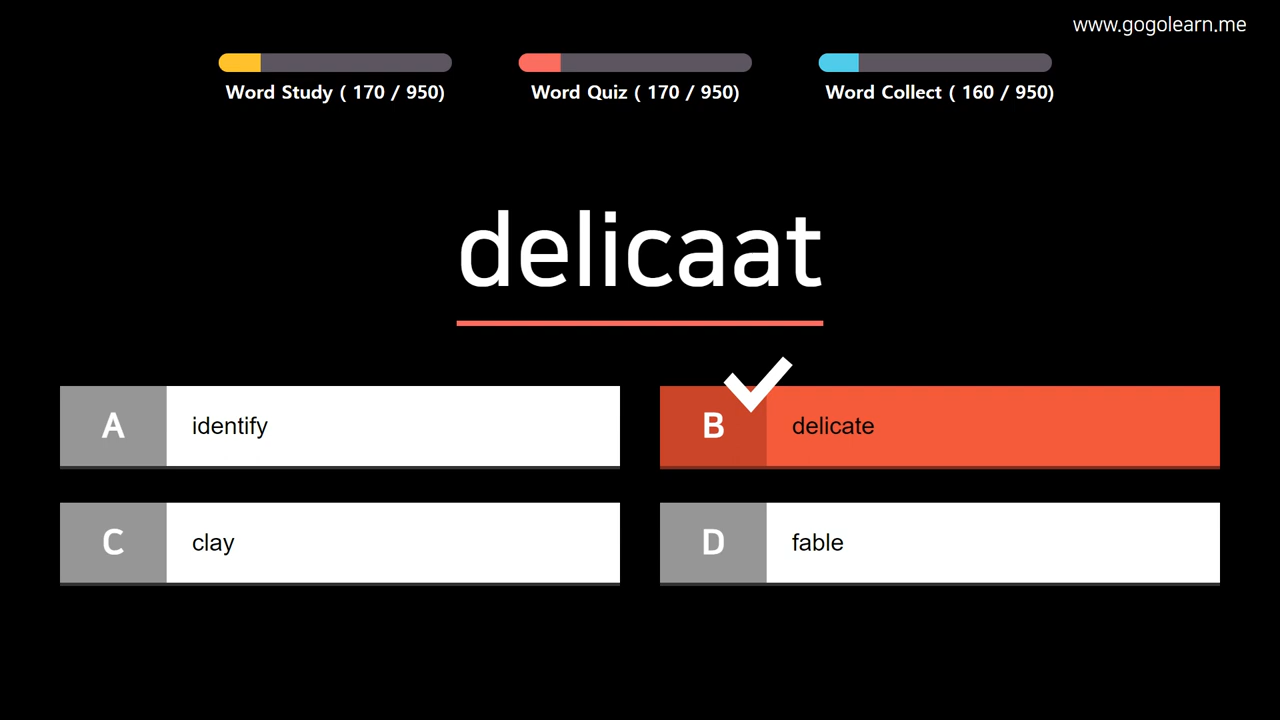 www.gogolearn.me
Word Study ( 170 / 950)
Word Quiz ( 170 / 950)
Word Collect ( 160 / 950)
delicaat
A identify
B delicate
C clay
D fable